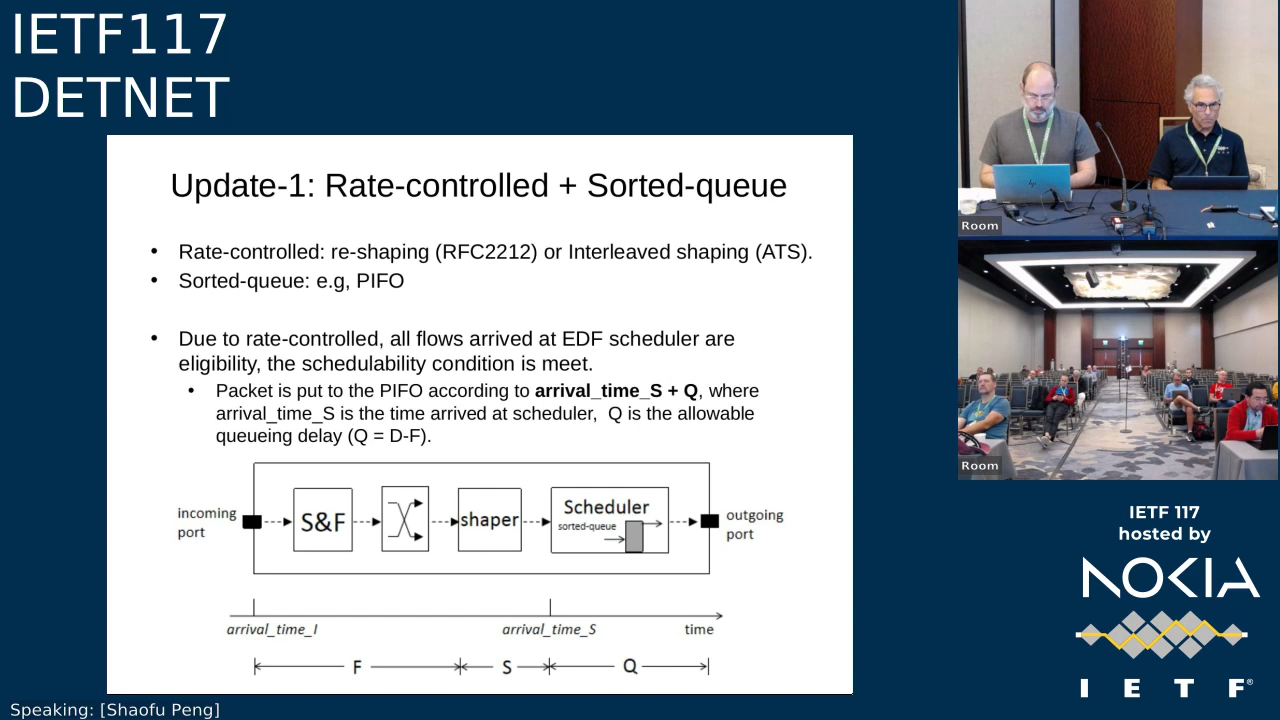 IETF117
DETNET
Update-1: Rate-controlled + Sorted-queue
• Rate-controlled: re-shaping (RFC2212) or Interleaved shaping (ATS).
• Sorted-queue: e.g, PIFO
• Due to rate-controlled, all flows arrived at EDF scheduler are
eligibility, the schedulability condition is meet.
• Packet is put to the PIFO according to arrival_time_S + Q, where
arrival_time_S is the time arrived at scheduler, Q is the allowable
queueing delay (Q = D-F).
incoming
port
S&F
shaper
Scheduler
sorted-queue
outgoing
port
arrival_time_I
arrival_time_S
time
F
S
Q
Speaking: [Shaofu Peng]
Room
Room
IETF 117
hosted by
NOKIA
I E T F®